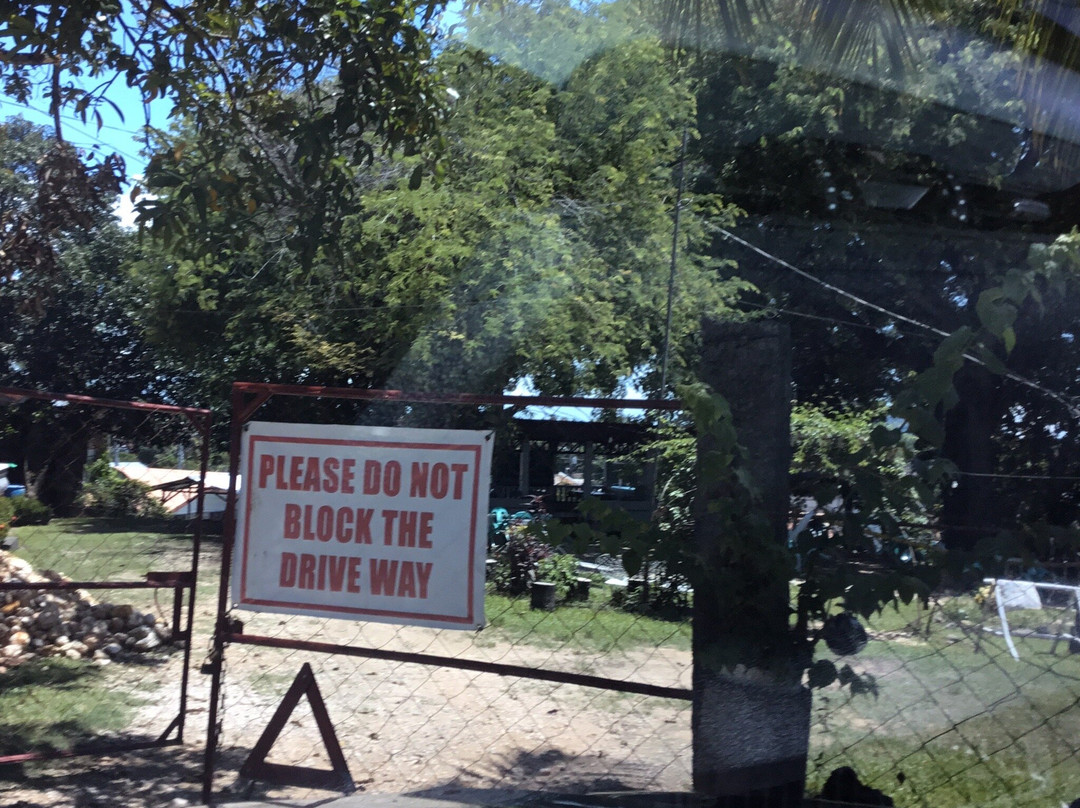 PLEASE DO NOT
BLOCK THE
DRIVE WAY